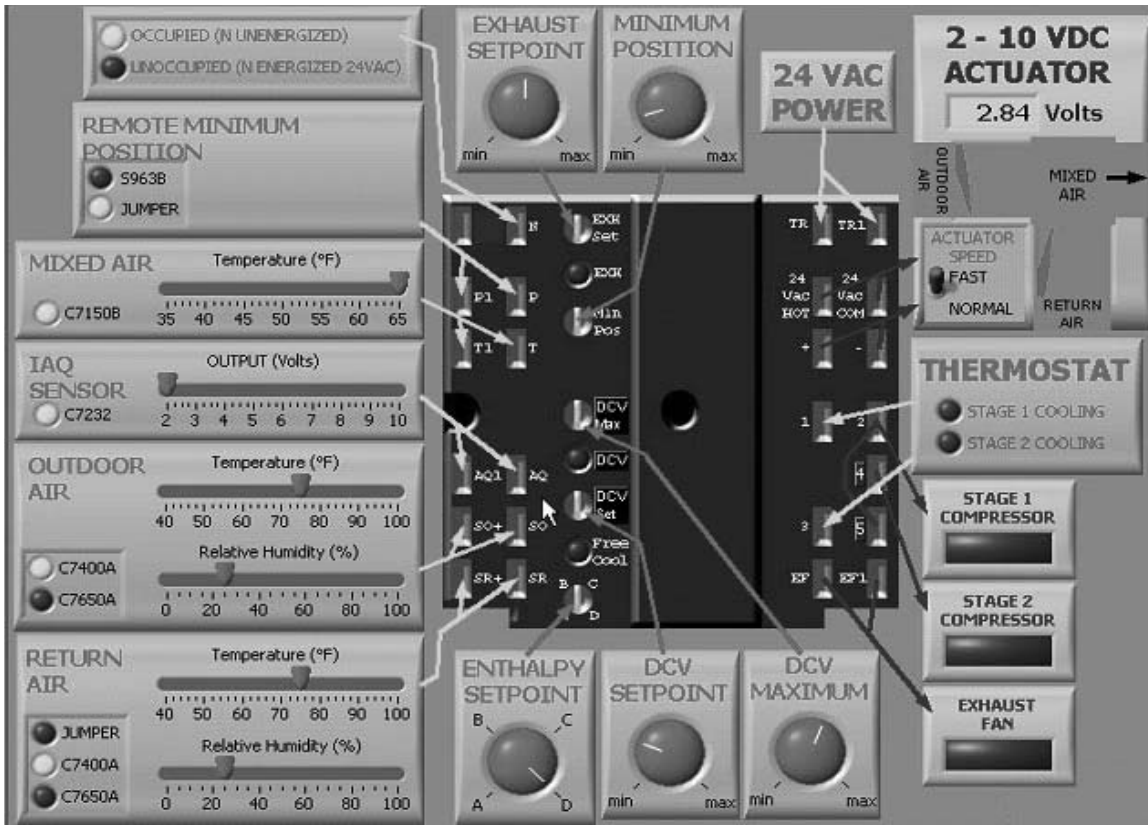 OCCUPIED (N UNENERGIZED)
UNOCCUPIED (N ENERGIZED 24VAC)
EXHAUST
SETPOINT
min max
MINIMUM
POSITION
min max
24 VAC
POWER
2 - 10 VDC
ACTUATOR
2.84 Volts
OUTDOOR
AIR
MIXED
AIR
REMOTE MINIMUM
POSITION
S963B
JUMPER
ACTUATOR
SPEED
FAST
NORMAL
RETURN
AIR
MIXED AIR
Temperature (°F)
C7150B
35 40 45 50 55 60 65
IAQ
SENSOR
OUTPUT (Volts)
C7232
2 3 4 5 6 7 8 9 10
OUTDOOR
AIR
Temperature (°F)
40 50 60 70 80 90 100
Relative Humidity (%)
C7400A
C7650A
0 20 40 60 80 100
RETURN
AIR
Temperature (°F)
40 50 60 70 80 90 100
JUMPER
Relative Humidity (%)
C7400A
C7650A
0 20 40 60 80 100
N
EXH
Set
EXH
P1 P
Min
Pos
T1 T
DCV
Max
DCV
AQ1 AQ
DCV
Set
SO+ SO
Free
Cool
SR+ SR
B C
D
TR TR1
24
Vac
HOT
24
Vac
COM
+ -
1 2
4
3 5
EF EF1
THERMOSTAT
STAGE 1 COOLING
STAGE 2 COOLING
STAGE 1
COMPRESSOR
STAGE 2
COMPRESSOR
EXHAUST
FAN
ENTHALPY
SETPOINT
B C
A D
DCV
SETPOINT
min max
DCV
MAXIMUM
min max